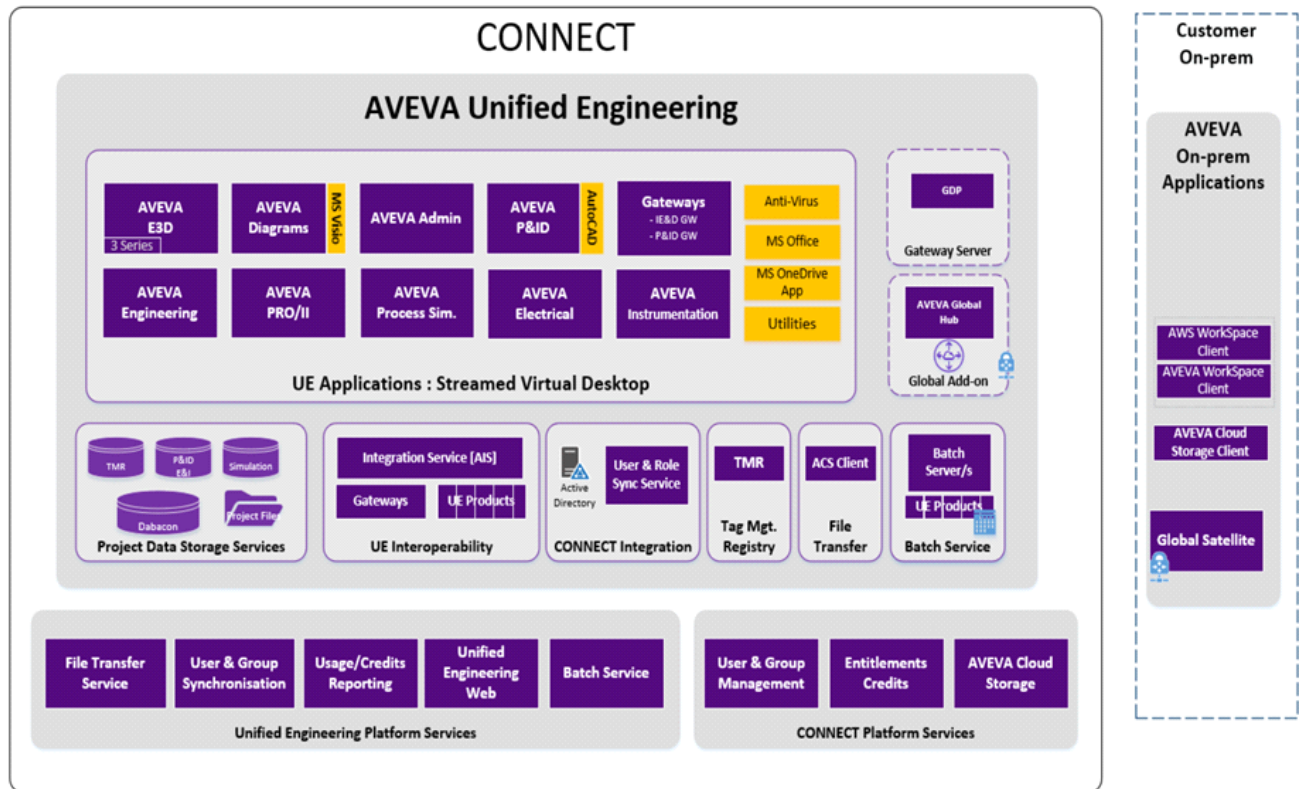 CONNECT
AVEVA Unified Engineering
AVEVA
E3D
3 Series
AVEVA
Diagrams
MS Visio
AVEVA Admin
AVEVA
P&ID
AutoCAD
Gateways
- IE&D GW
- P&ID GW
Anti-Virus
MS Office
MS OneDrive
App
Utilities
AVEVA
Engineering
AVEVA
PRO/II
AVEVA
Process Sim.
AVEVA
Electrical
AVEVA
Instrumentation
UE Applications : Streamed Virtual Desktop
GDP
Gateway Server
AVEVA Global
Hub
Global Add-on
TMR
P&ID
E&I
Simulation
Dabacon
Project Files
Project Data Storage Services
Integration Service [AIS]
Gateways
UE Products
UE Interoperability
Active
Directory
User & Role
Sync Service
CONNECT Integration
TMR
Tag Mgt.
Registry
ACS Client
File
Transfer
Batch
Server/s
UE Products
Batch Service
File Transfer
Service
User & Group
Synchronisation
Usage/Credits
Reporting
Unified
Engineering
Web
Batch Service
Unified Engineering Platform Services
User & Group
Management
Entitlements
Credits
AVEVA Cloud
Storage
CONNECT Platform Services
Customer
On-prem
AVEVA
On-prem
Applications
AWS WorkSpace
Client
AVEVA WorkSpace
Client
AVEVA Cloud
Storage Client
Global Satellite